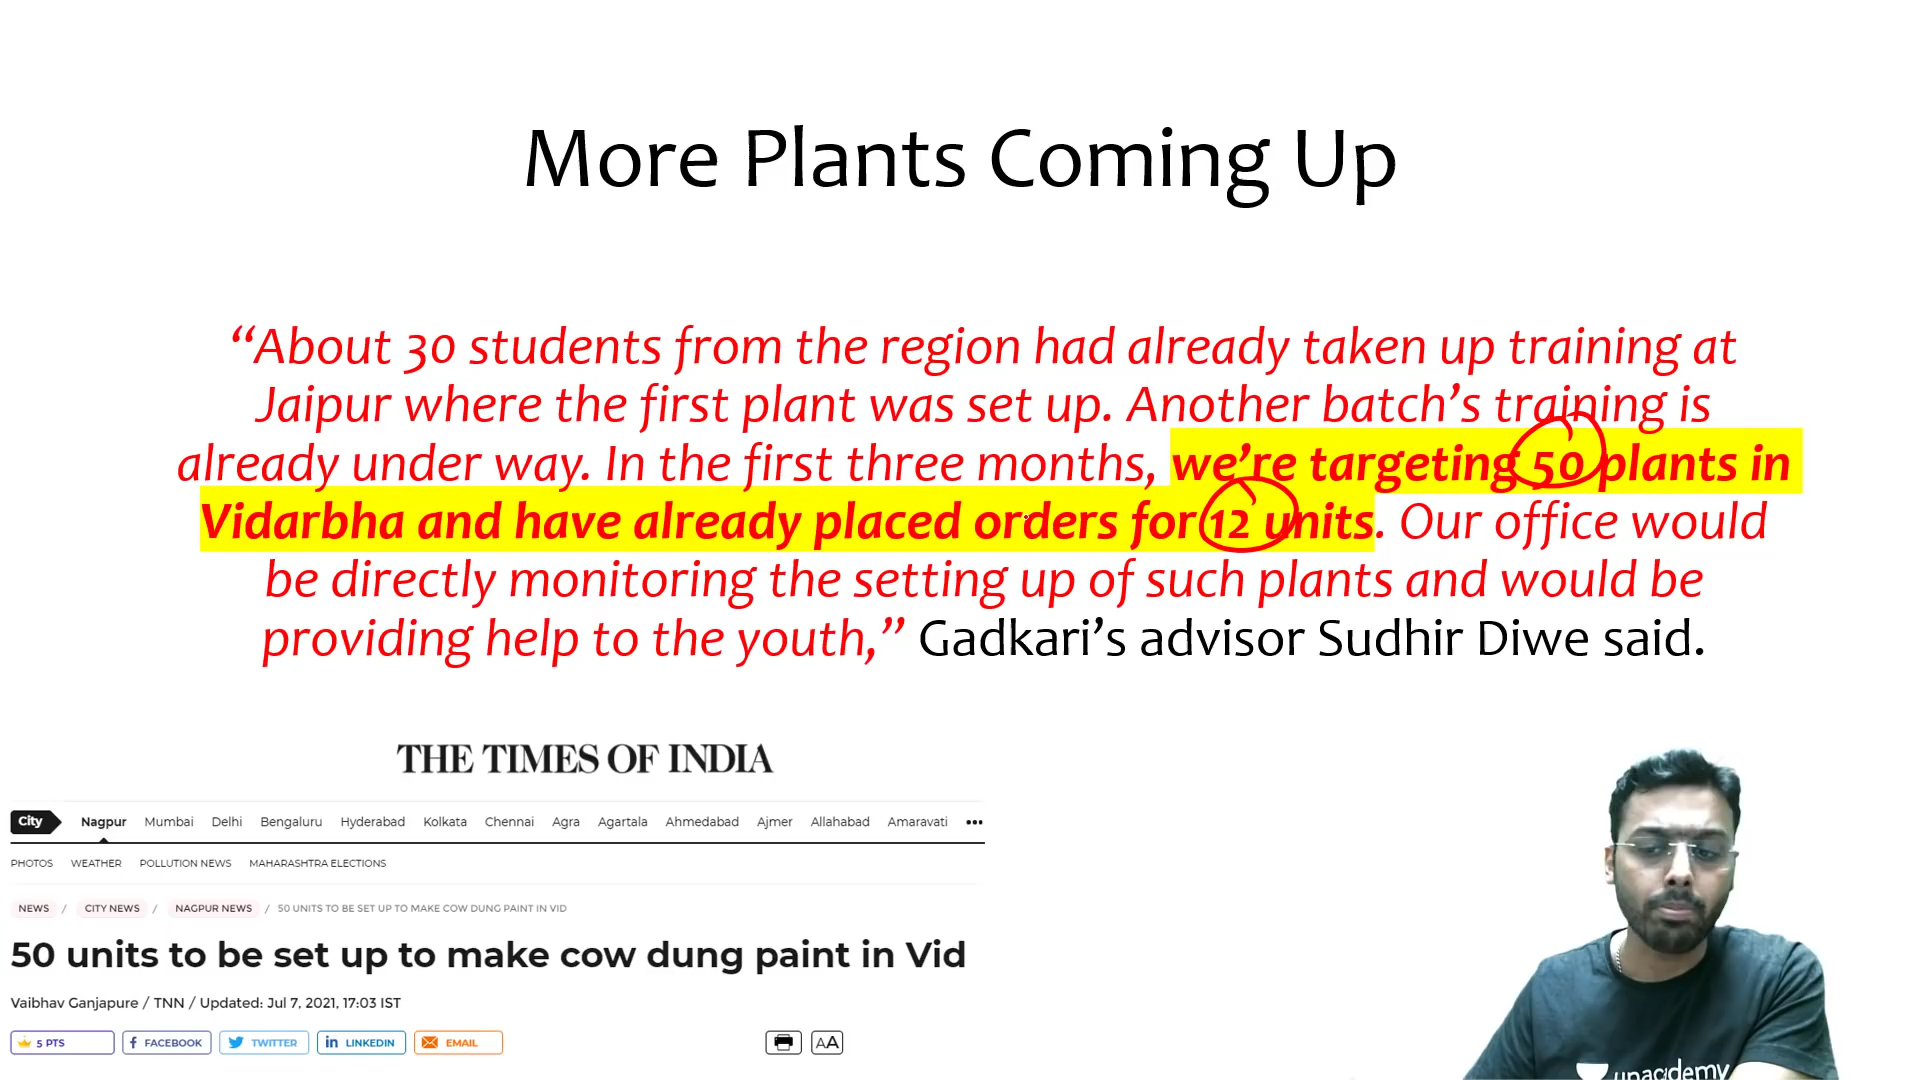 More Plants Coming Up
“About 30 students from the region had already taken up training at
Jaipur where the first plant was set up. Another batch’s training is
already under way. In the first three months, we’re targeting 50 plants in
Vidarbha and have already placed orders for 12 units. Our office would
be directly monitoring the setting up of such plants and would be
providing help to the youth,” Gadkari’s advisor Sudhir Diwe said.
THE TIMES OF INDIA
City Nagpur Mumbai Delhi Bengaluru Hyderabad Kolkata Chennai Agra Agartala Ahmedabad Ajmer Allahabad Amaravati •••
PHOTOS WEATHER POLLUTION NEWS MAHARASHTRA ELECTIONS
NEWS / CITY NEWS / NAGPUR NEWS / 50 UNITS TO BE SET UP TO MAKE COW DUNG PAINT IN VID
50 units to be set up to make cow dung paint in Vid
Vaibhav Ganjapure / TNN / Updated: Jul 7, 2021, 17:03 IST
5 PTS FACEBOOK TWITTER LINKEDIN EMAIL AA
unacademy